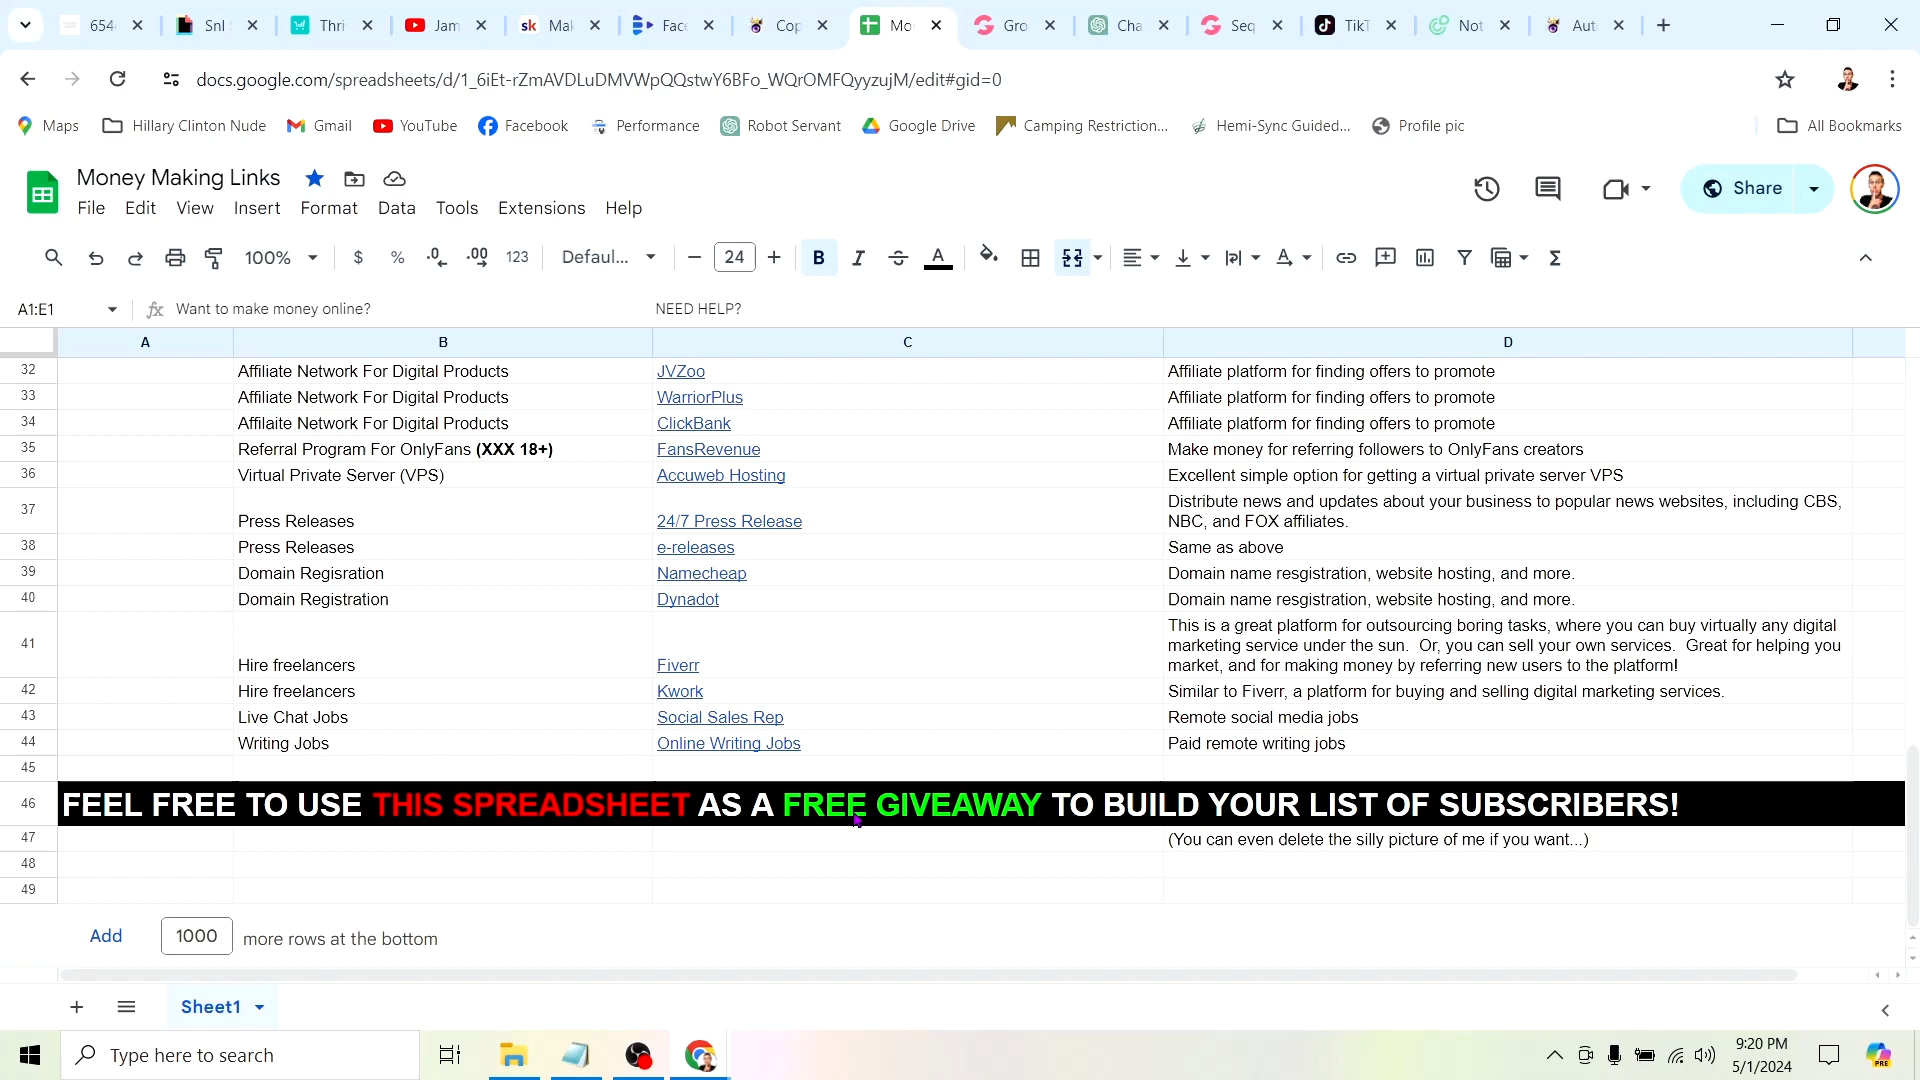 654
Snl
Thri
Jam
sk Mak
Face
Cop
Mo
Gro
Cha
Seq
TikT
Not
Aut
docs.google.com/spreadsheets/d/1_6iEt-rZmAVDLuDMVWpQQstwY6BFo_WQrOMFQyyzujM/edit#gid=0
Maps Hillary Clinton Nude Gmail YouTube Facebook Performance Robot Servant Google Drive Camping Restriction... Hemi-Sync Guided... Profile pic All Bookmarks
Money Making Links
File Edit View Insert Format Data Tools Extensions Help
Share
100% $ % .0 .00 123 Defaul... 24 B I A
A1:E1 fx Want to make money online? NEED HELP?
A B C D
32 Affiliate Network For Digital Products JVZoo Affiliate platform for finding offers to promote
33 Affiliate Network For Digital Products WarriorPlus Affiliate platform for finding offers to promote
34 Affilaite Network For Digital Products ClickBank Affiliate platform for finding offers to promote
35 Referral Program For OnlyFans (XXX 18+) FansRevenue Make money for referring followers to OnlyFans creators
36 Virtual Private Server (VPS) Accuweb Hosting Excellent simple option for getting a virtual private server VPS
Distribute news and updates about your business to popular news websites, including CBS,
37 Press Releases 24/7 Press Release NBC, and FOX affiliates.
38 Press Releases e-releases Same as above
39 Domain Regisration Namecheap Domain name resgistration, website hosting, and more.
40 Domain Registration Dynadot Domain name resgistration, website hosting, and more.
This is a great platform for outsourcing boring tasks, where you can buy virtually any digital
41 marketing service under the sun. Or, you can sell your own services. Great for helping you
Hire freelancers Fiverr market, and for making money by referring new users to the platform!
42 Hire freelancers Kwork Similar to Fiverr, a platform for buying and selling digital marketing services.
43 Live Chat Jobs Social Sales Rep Remote social media jobs
44 Writing Jobs Online Writing Jobs Paid remote writing jobs
45
46 FEEL FREE TO USE THIS SPREADSHEET AS A FREE GIVEAWAY TO BUILD YOUR LIST OF SUBSCRIBERS!
47 (You can even delete the silly picture of me if you want...)
48
49
Add 1000 more rows at the bottom
Sheet1
Type here to search
9:20 PM
5/1/2024
PRE